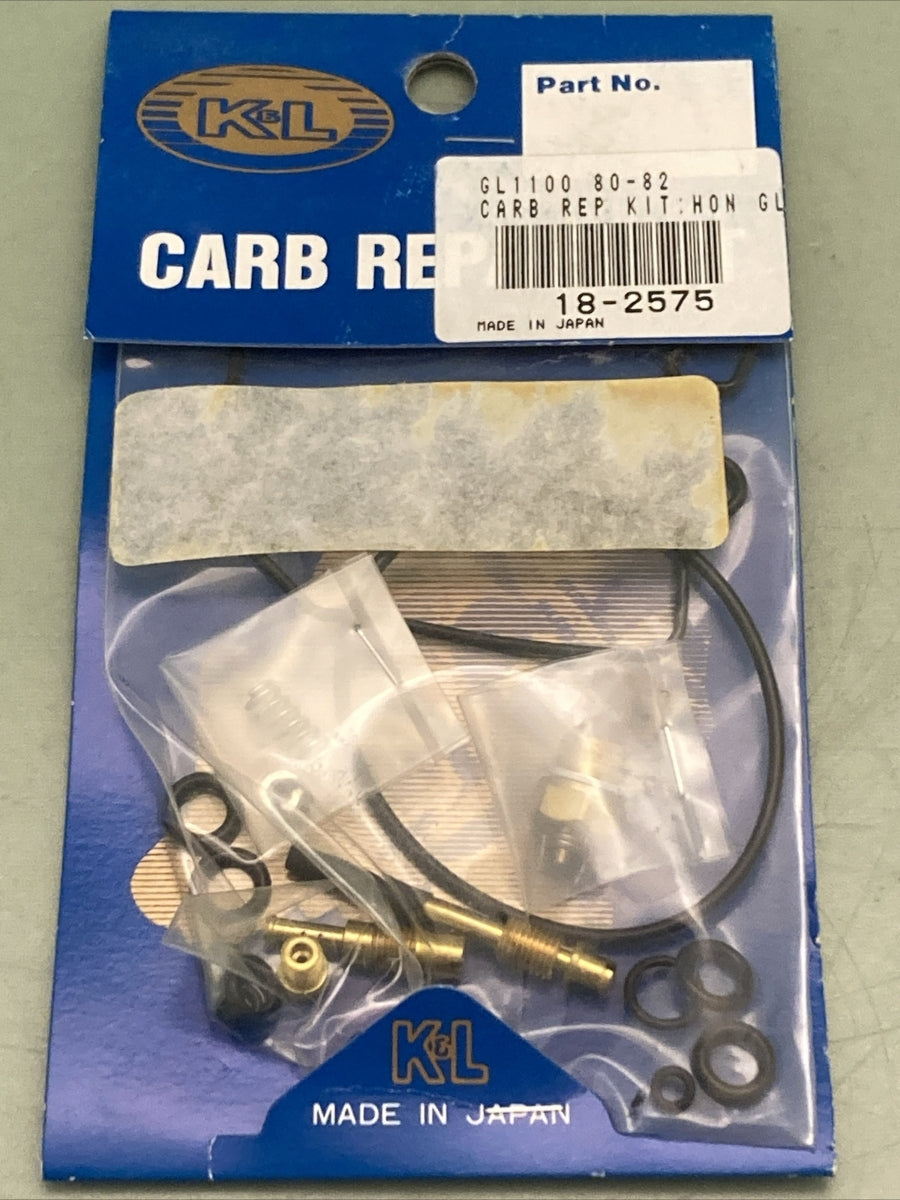 K&L
Part No.
GL1100 80-82
CARB REP KIT:HON GL
CARB REP
18-2575
MADE IN JAPAN
K&L
MADE IN JAPAN